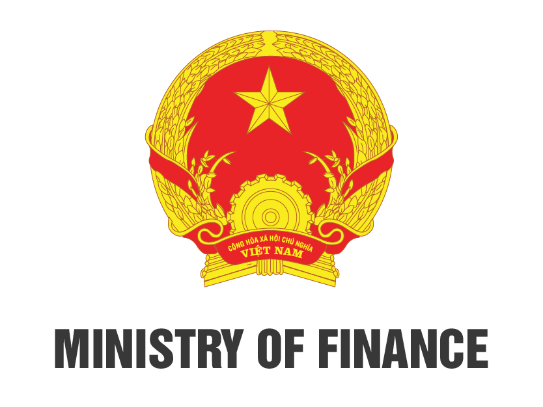 CỘNG HÒA XÃ HỘI CHỦ NGHĨA
VIỆT NAM
MINISTRY OF FINANCE